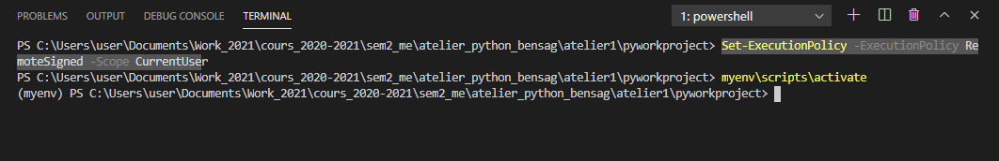 PROBLEMS OUTPUT DEBUG CONSOLE TERMINAL 1: powershell
PS C:\Users\user\Documents\Work_2021\cours_2020-2021\sem2_me\atelier_python_bensag\atelier1\pyworkproject> Set-ExecutionPolicy -ExecutionPolicy Re
moteSigned -Scope CurrentUser
PS C:\Users\user\Documents\Work_2021\cours_2020-2021\sem2_me\atelier_python_bensag\atelier1\pyworkproject> myenv\scripts\activate
(myenv) PS C:\Users\user\Documents\Work_2021\cours_2020-2021\sem2_me\atelier_python_bensag\atelier1\pyworkproject>